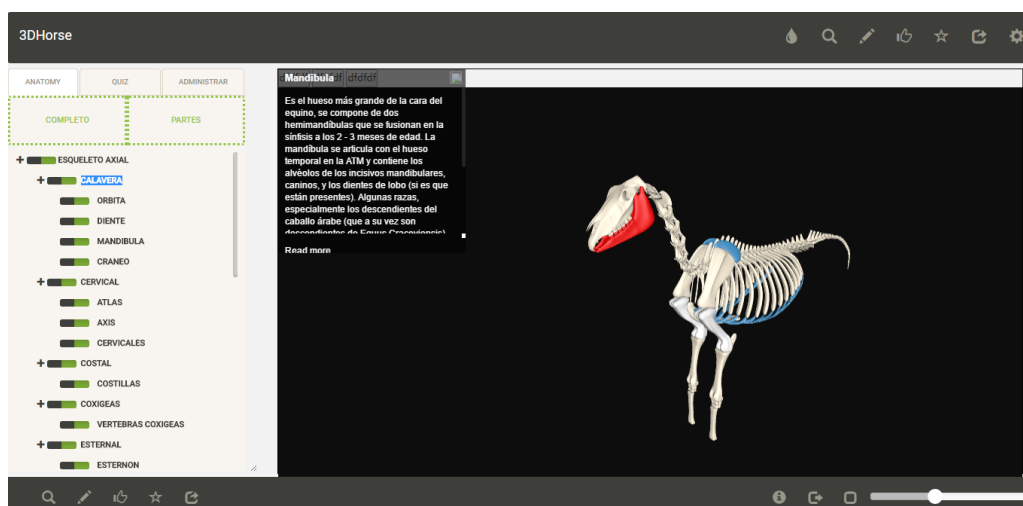 3DHorse
ANATOMY
QUIZ
ADMINISTRAR
COMPLETO
PARTES
ESQUELETO AXIAL
CALAVERA
ORBITA
DIENTE
MANDIBULA
CRANEO
CERVICAL
ATLAS
AXIS
CERVICALES
COSTAL
COSTILLAS
COXIGEAS
VERTEBRAS COXIGEAS
ESTERNAL
ESTERNON
Mandibula
dfdfdf
Es el hueso más grande de la cara del
equino, se compone de dos
hemimandíbulas que se fusionan en la
sínfisis a los 2 - 3 meses de edad. La
mandíbula se articula con el hueso
temporal en la ATM y contiene los
alvéolos de los incisivos mandibulares,
caninos, y los dientes de lobo (si es que
están presentes). Algunas razas,
especialmente los descendientes del
caballo árabe (que a su vez son
descendientes de Equus Cracoviensis)
Read more